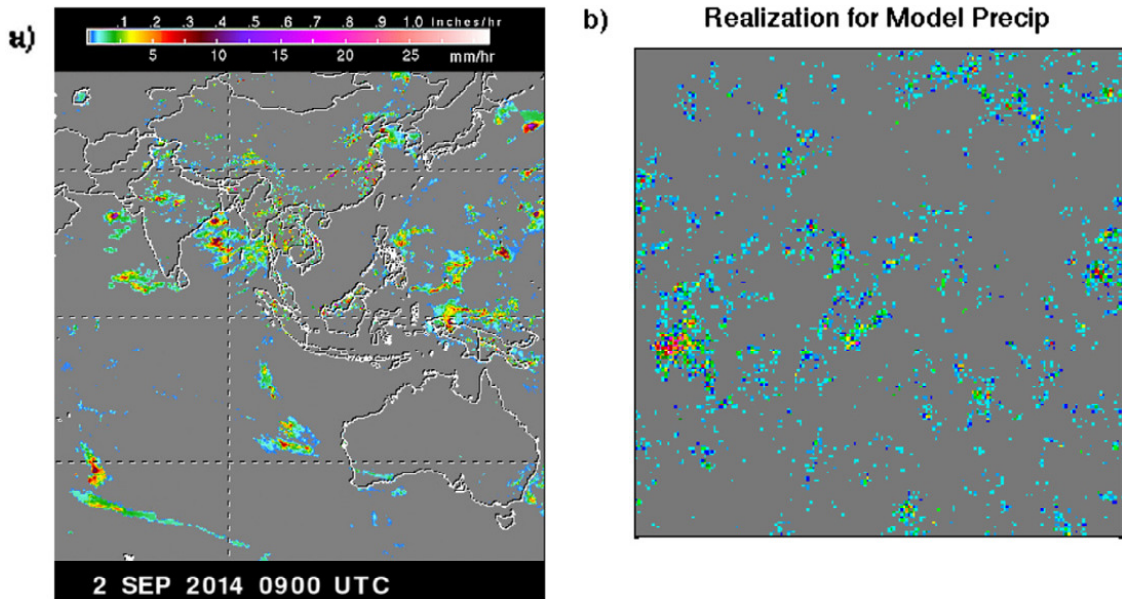 a)
.1 .2 .3 .4 .5 .6 .7 .8 .9 1.0 Inches/hr
5 10 15 20 25 mm/hr
2 SEP 2014 0900 UTC
b)
Realization for Model Precip